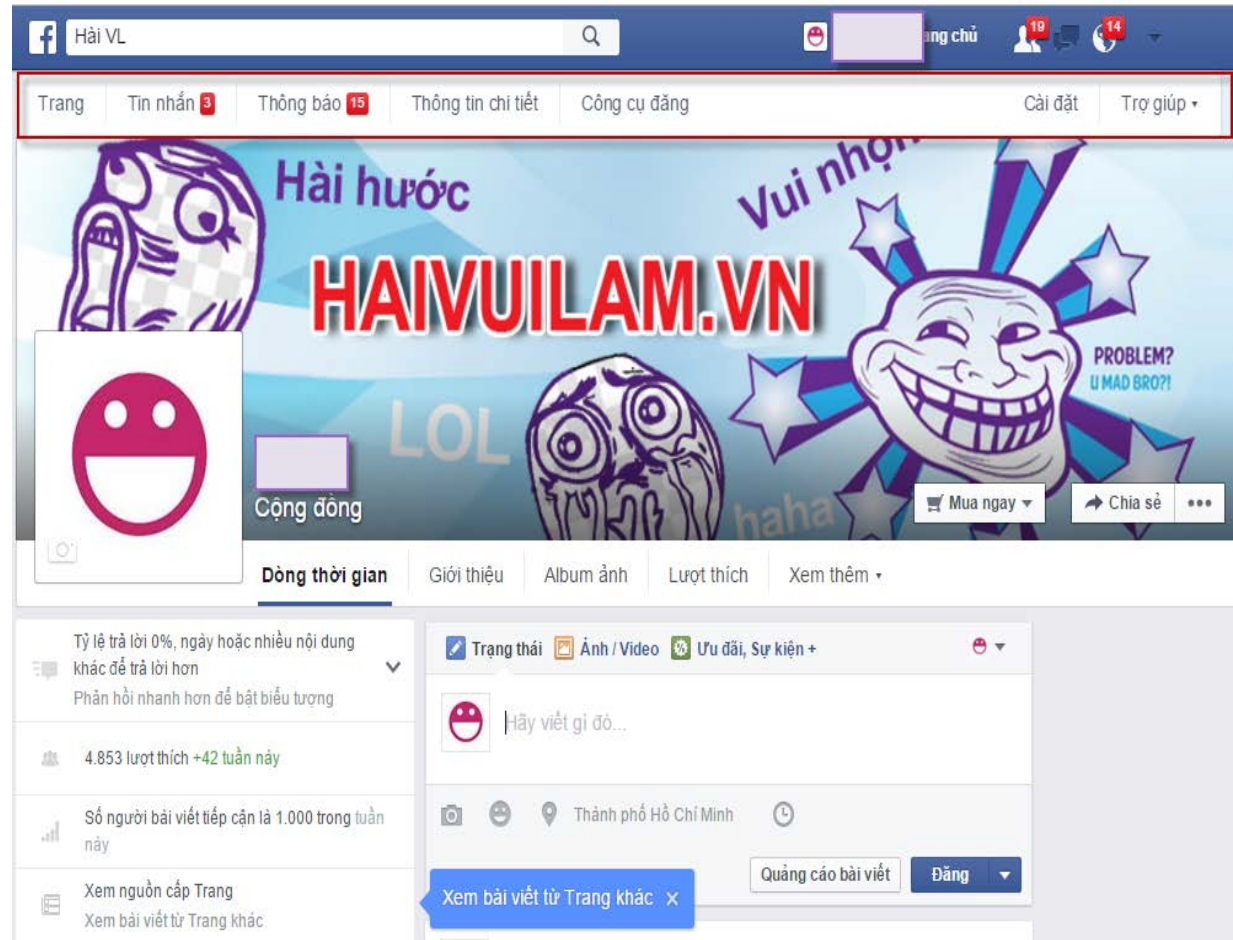 Hài VL
ang chủ
19
14
Trang
Tin nhắn 3
Thông báo 15
Thông tin chi tiết
Công cụ đăng
Cài đặt
Trợ giúp
Hài hước
Vui nhộn
HAIVUILAM.VN
PROBLEM?
U MAD BRO?!
LOL
haha
Cộng đồng
Mua ngay
Chia sẻ
Dòng thời gian
Giới thiệu
Album ảnh
Lượt thích
Xem thêm
Tỷ lệ trả lời 0%, ngày hoặc nhiều nội dung
khác để trả lời hơn
Phản hồi nhanh hơn để bật biểu tượng
4.853 lượt thích +42 tuần này
Số người bài viết tiếp cận là 1.000 trong tuần
này
Xem nguồn cấp Trang
Xem bài viết từ Trang khác
Trạng thái
Ảnh / Video
Ưu đãi, Sự kiện +
Hãy viết gì đó...
Thành phố Hồ Chí Minh
Quảng cáo bài viết
Đăng
Xem bài viết từ Trang khác